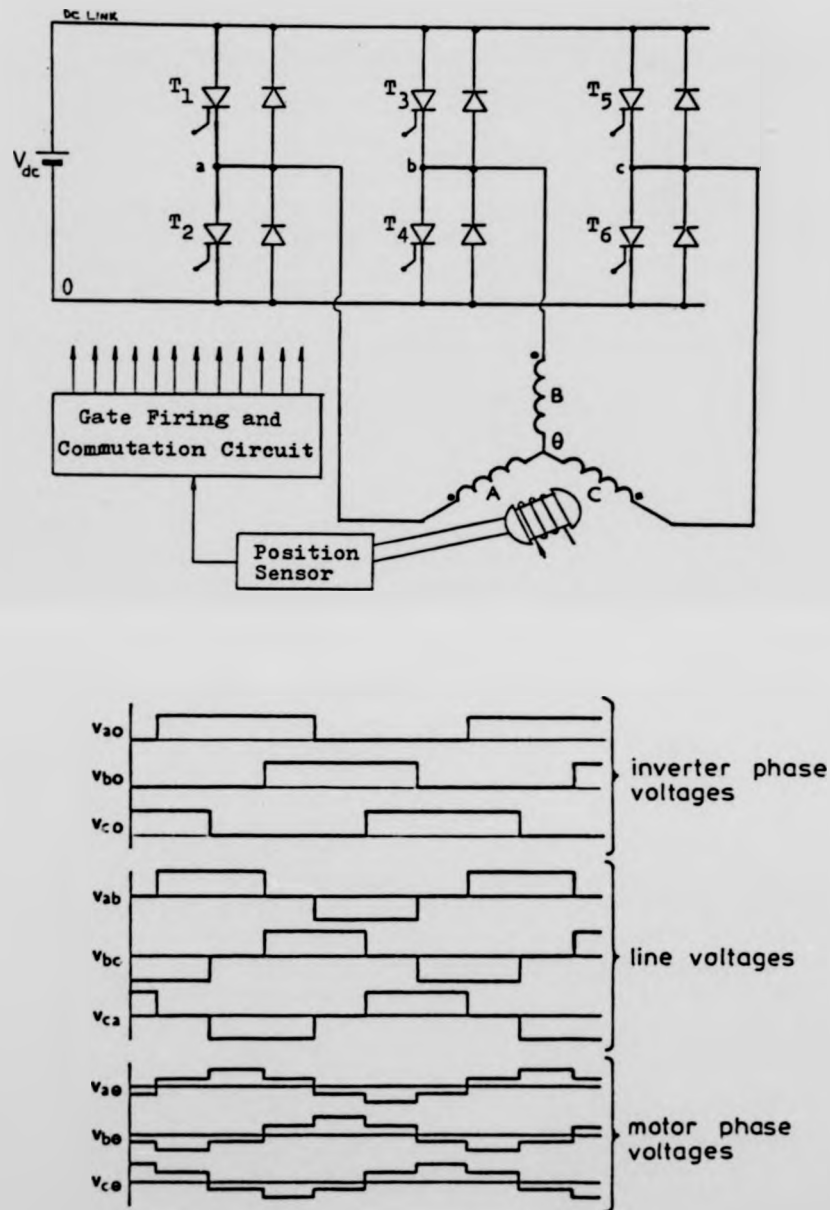 DC LINK
T1 T3 T5
Vdc
a b c
T2 T4 T6
0
Gate Firing and
Commutation Circuit
B
θ
A C
Position
Sensor
vao
vbo
vco
inverter phase
voltages
vab
vbc
vca
line voltages
vaθ
vbθ
vcθ
motor phase
voltages